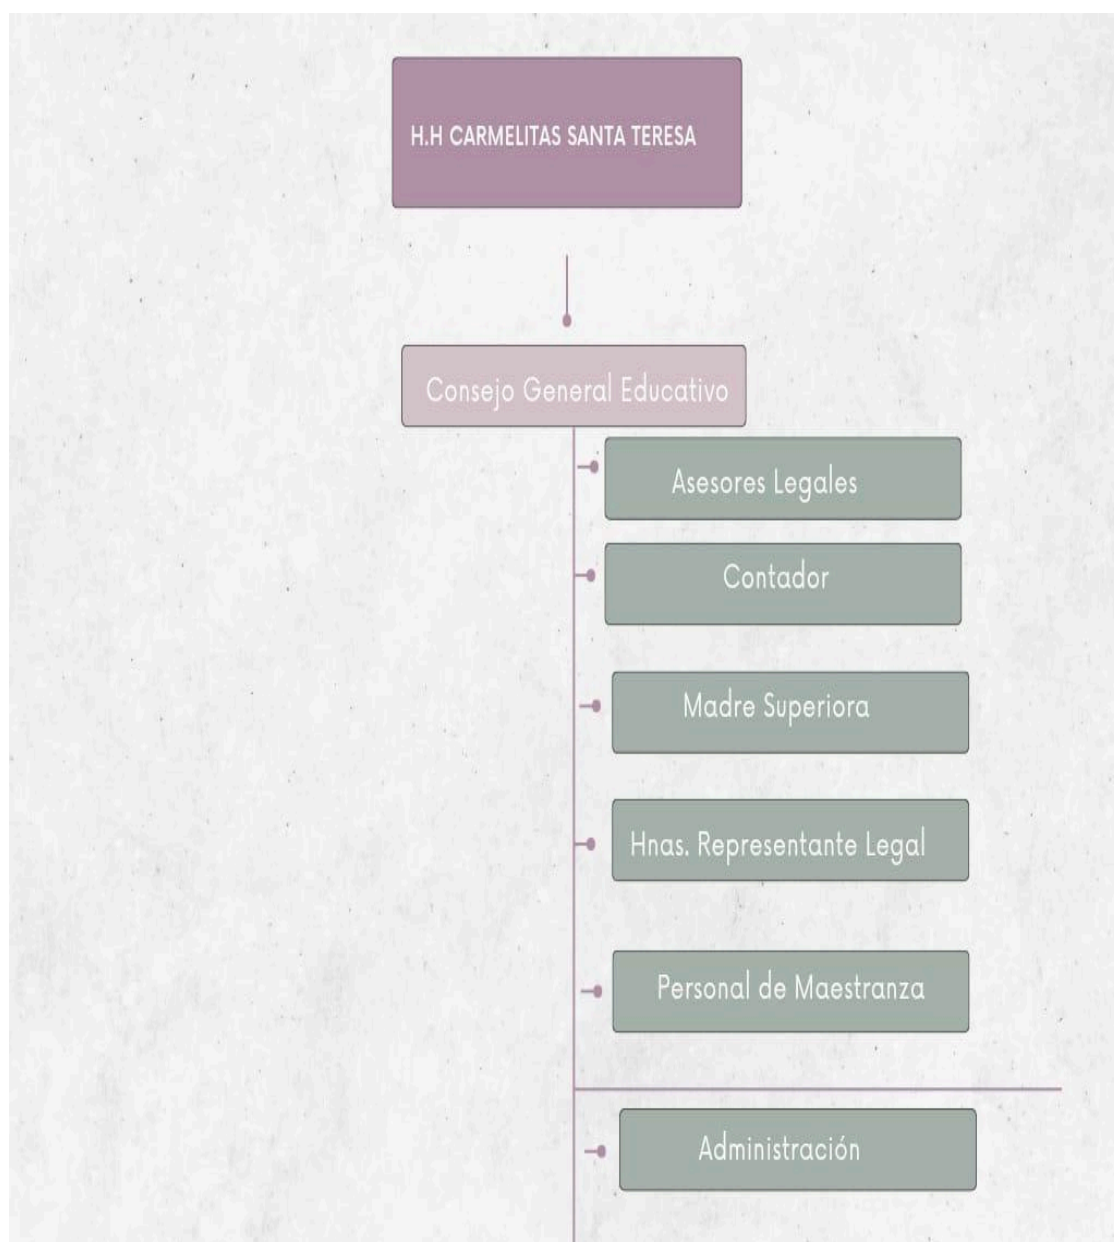 H.H CARMELITAS SANTA TERESA
Consejo General Educativo
Asesores Legales
Contador
Madre Superiora
Hnas. Representante Legal
Personal de Maestranza
Administración